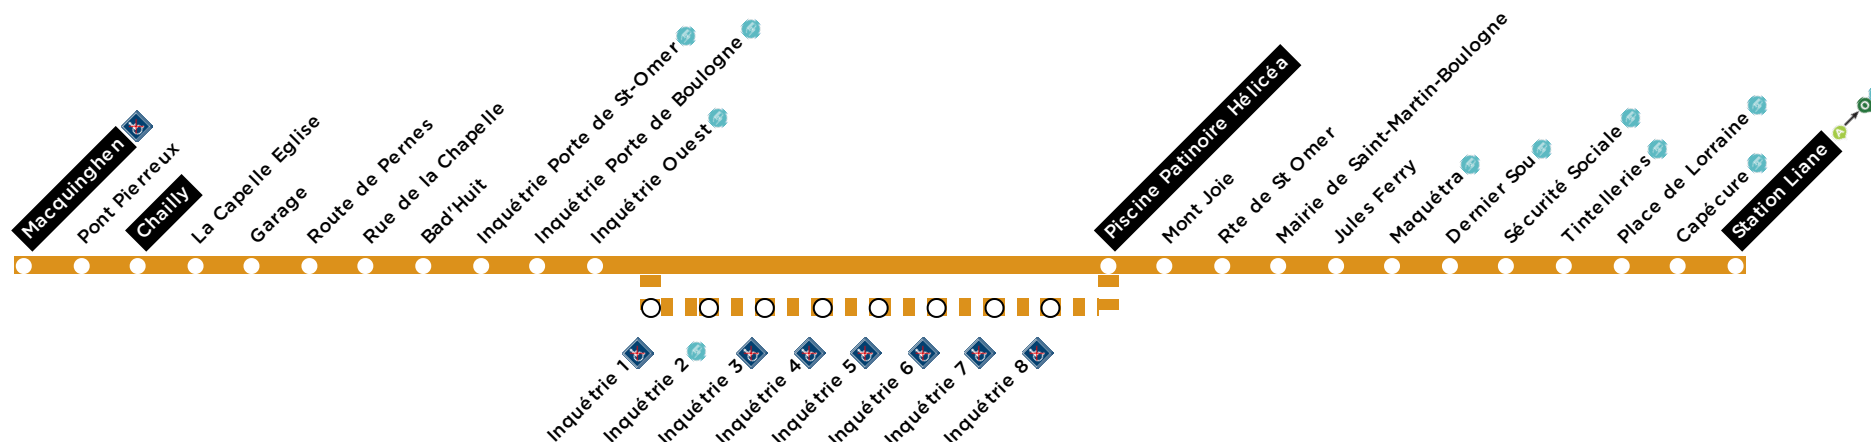 Macquinghen
Pont Pierreux
Chailly
La Capelle Eglise
Garage
Route de Pernes
Rue de la Chapelle
Bad'Huit
Inquétrie Porte de St-Omer
Inquétrie Porte de Boulogne
Inquétrie Ouest
Piscine Patinoire Hélicéa
Mont Joie
Rte de St Omer
Mairie de Saint-Martin-Boulogne
Jules Ferry
Maquétra
Dernier Sou
Sécurité Sociale
Tintelleries
Place de Lorraine
Capécure
Station Liane
A
O
Inquétrie 1
Inquétrie 2
Inquétrie 3
Inquétrie 4
Inquétrie 5
Inquétrie 6
Inquétrie 7
Inquétrie 8